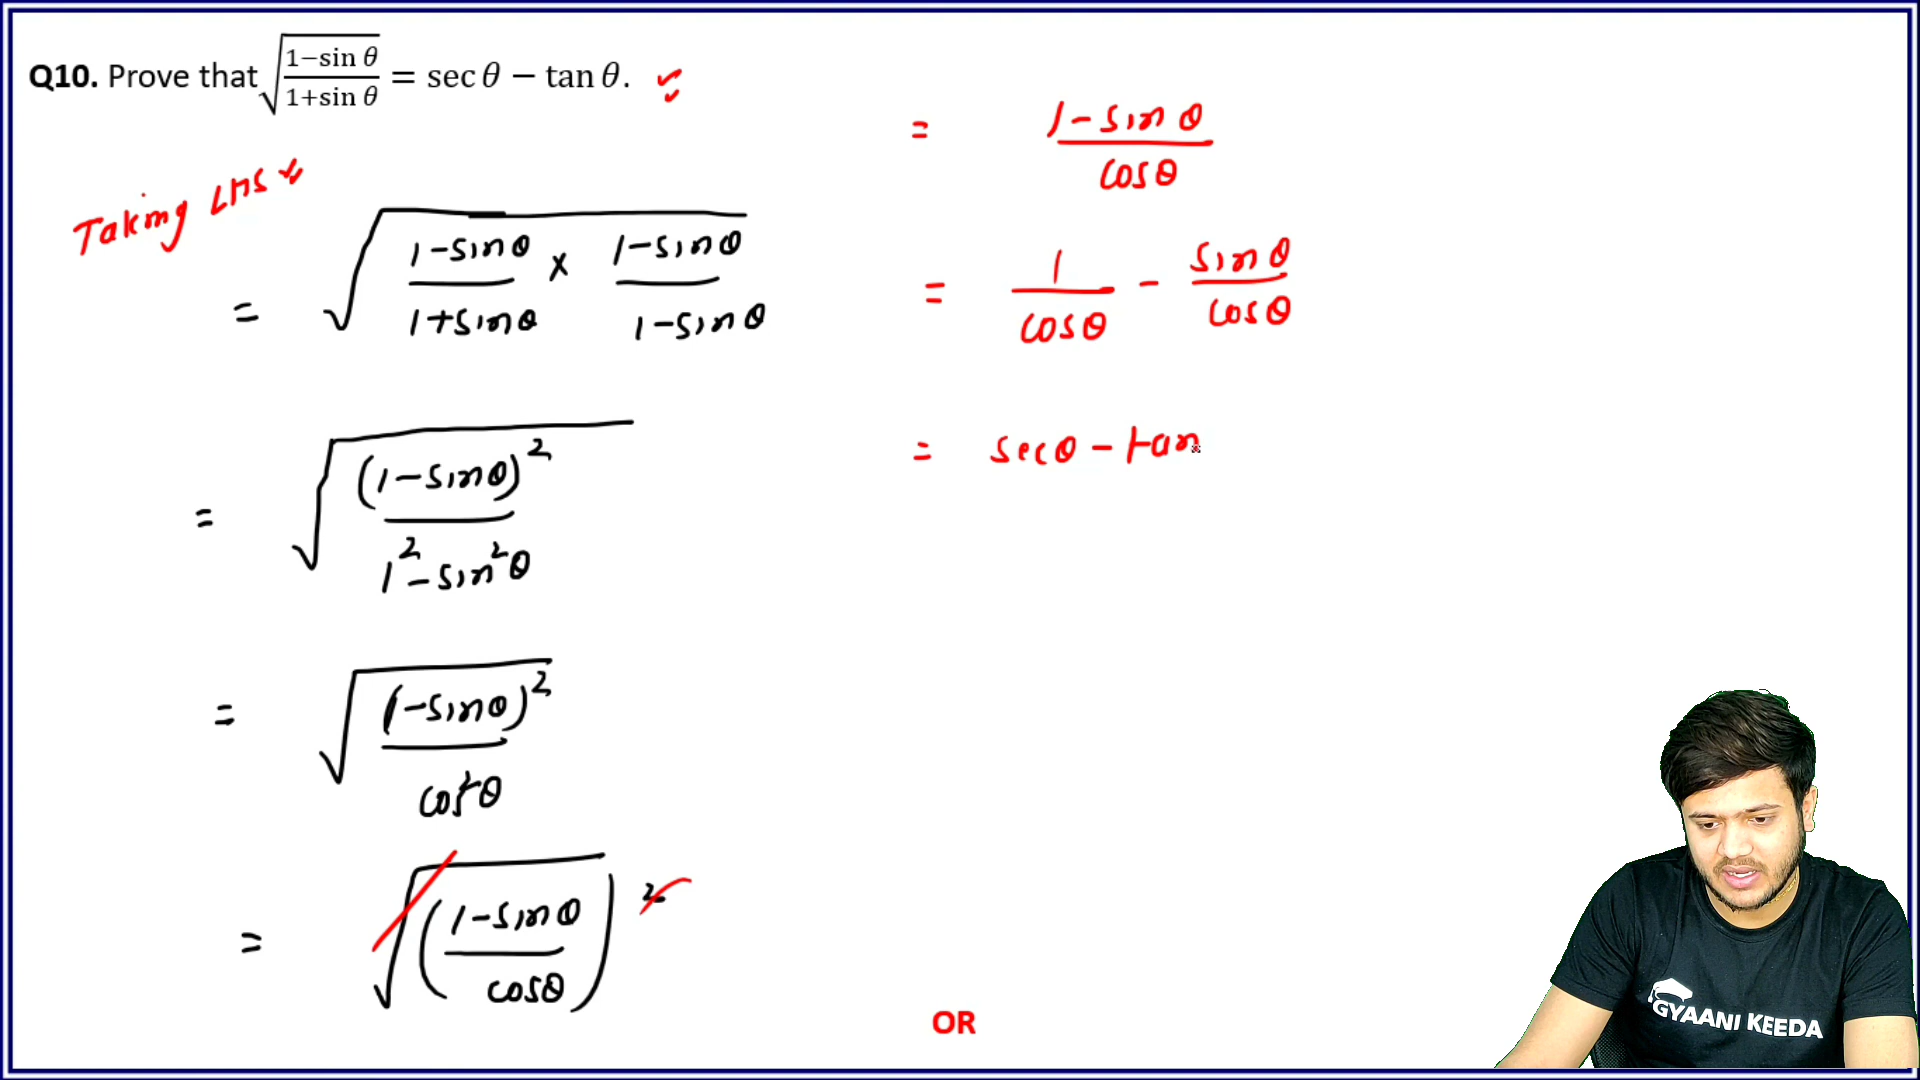 Q10. Prove that √((1−sin θ)/(1+sin θ)) = sec θ − tan θ.
Taking LHS
= √((1-sinθ)/(1+sinθ) × (1-sinθ)/(1-sinθ))
= √((1-sinθ)²/(1²-sin²θ))
= √((1-sinθ)²/cos²θ)
= √((1-sinθ)/cosθ)²
= (1-sinθ)/cosθ
= 1/cosθ - sinθ/cosθ
= secθ - tan
OR
GYAANI KEEDA